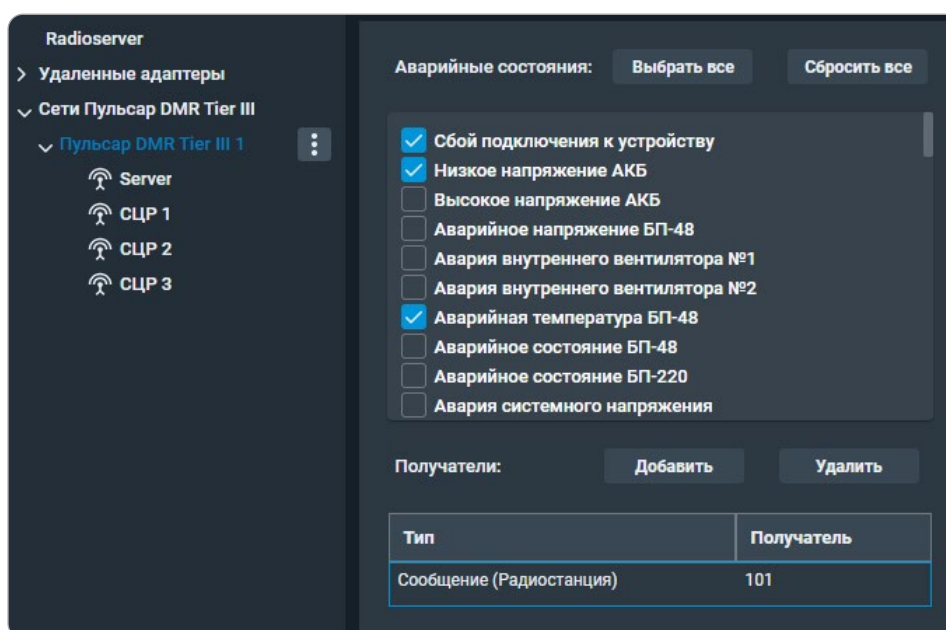 Radioserver
Удаленные адаптеры
Сети Пульсар DMR Tier III
Пульсар DMR Tier III 1
Server
СЦР 1
СЦР 2
СЦР 3
Аварийные состояния:
Выбрать все
Сбросить все
Сбой подключения к устройству
Низкое напряжение АКБ
Высокое напряжение АКБ
Аварийное напряжение БП-48
Авария внутреннего вентилятора №1
Авария внутреннего вентилятора №2
Аварийная температура БП-48
Аварийное состояние БП-48
Аварийное состояние БП-220
Авария системного напряжения
Получатели:
Добавить
Удалить
Тип
Получатель
Сообщение (Радиостанция)
101